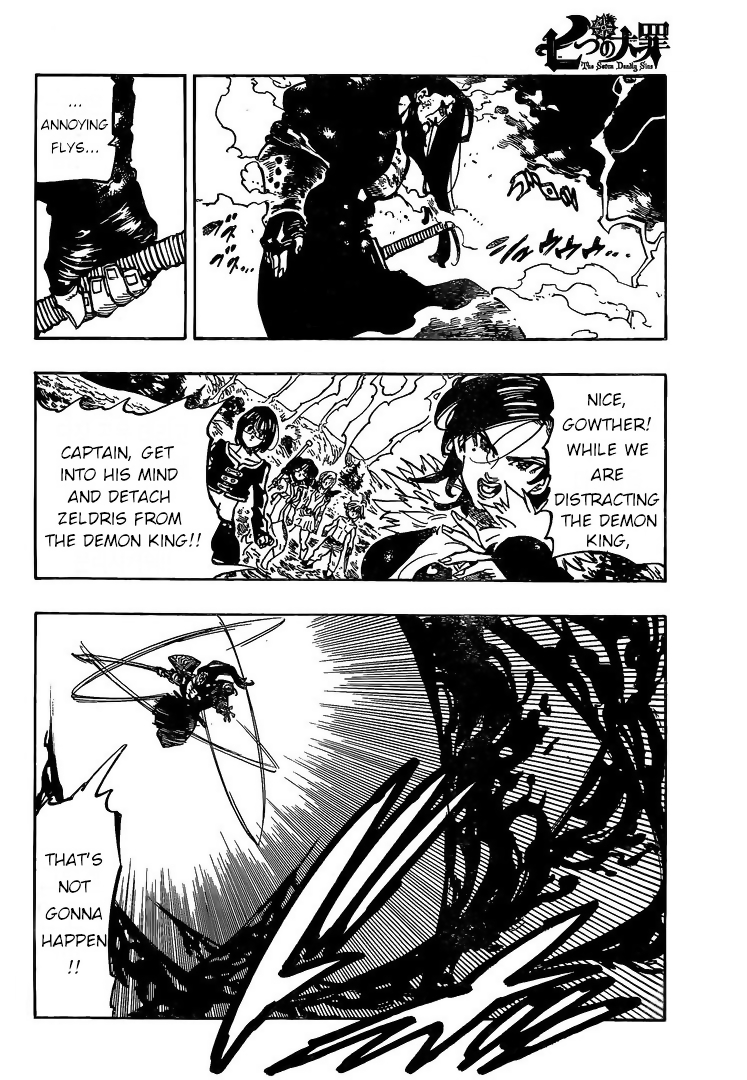 七つの大罪
The Seven Deadly Sins
...
ANNOYING
FLYS...
NICE,
GOWTHER!
WHILE WE
ARE
DISTRACTING
THE DEMON
KING,
CAPTAIN, GET
INTO HIS MIND
AND DETACH
ZELDRIS FROM
THE DEMON KING!!
THAT'S
NOT
GONNA
HAPPEN
!!